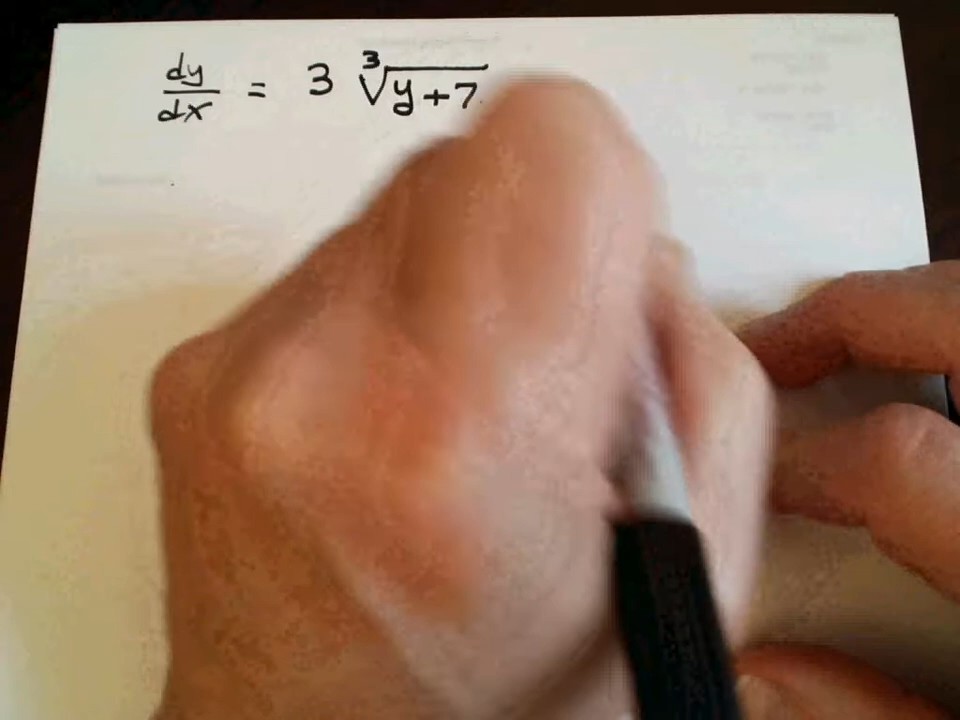 dy/dx = 3 ∛(y+7)